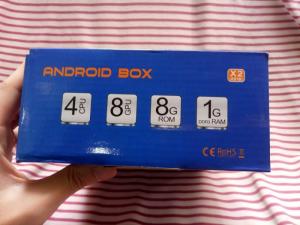 ANDROID BOX
X2
4 CPU
8 GPU
8G ROM
1G DDR3 RAM
CE RoHS